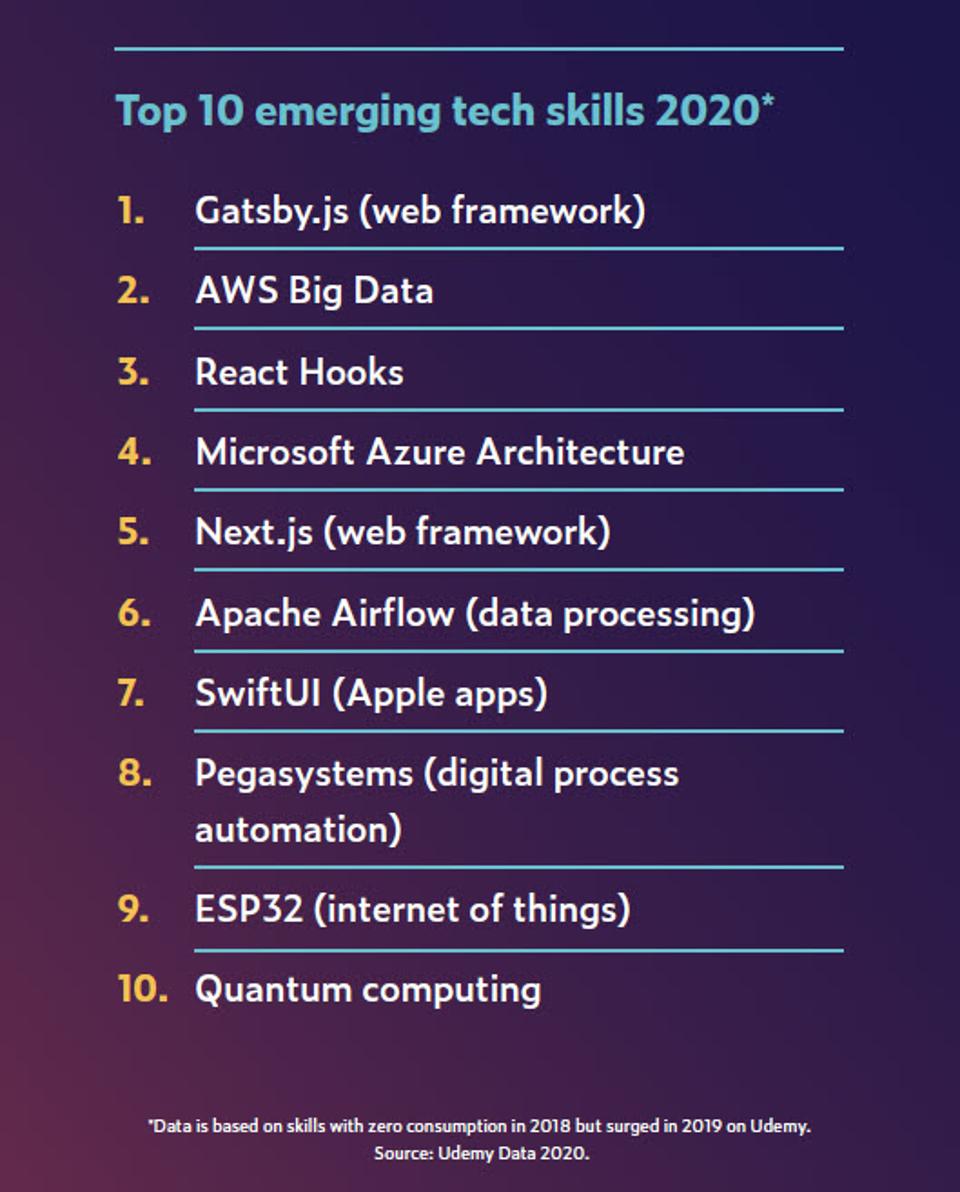 Top 10 emerging tech skills 2020*
1. Gatsby.js (web framework)
2. AWS Big Data
3. React Hooks
4. Microsoft Azure Architecture
5. Next.js (web framework)
6. Apache Airflow (data processing)
7. SwiftUI (Apple apps)
8. Pegasystems (digital process
automation)
9. ESP32 (internet of things)
10. Quantum computing
*Data is based on skills with zero consumption in 2018 but surged in 2019 on Udemy.
Source: Udemy Data 2020.